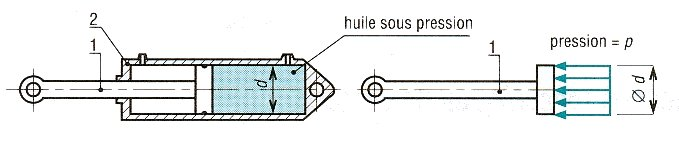 2
1
huile sous pression
d
1
pression = p
Ø d